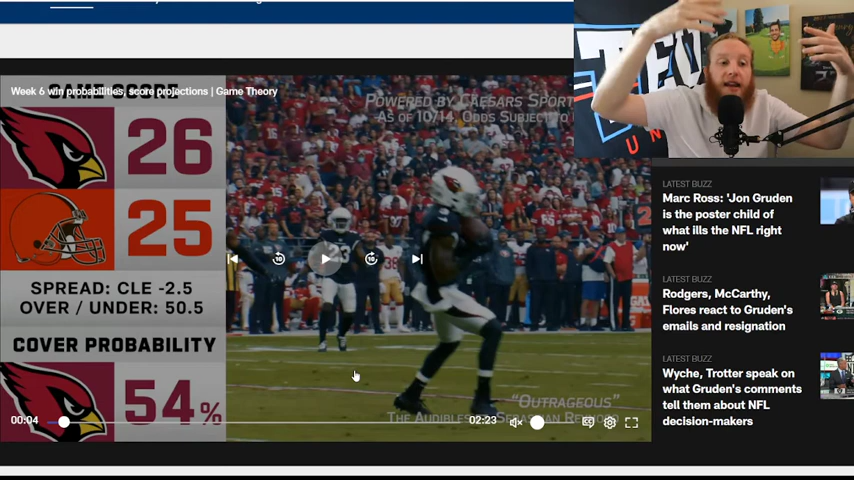 Week 6 win probabilities, score projections | Game Theory
GAME SCORE
26
25
SPREAD: CLE -2.5
OVER / UNDER: 50.5
COVER PROBABILITY
54%
POWERED BY CAESARS SPORT
AS OF 10/14. ODDS SUBJECT TO
"OUTRAGEOUS"
THE AUDIBLES
00:04
02:23
LATEST BUZZ
Marc Ross: 'Jon Gruden
is the poster child of
what ills the NFL right
now'
LATEST BUZZ
Rodgers, McCarthy,
Flores react to Gruden's
emails and resignation
LATEST BUZZ
Wyche, Trotter speak on
what Gruden's comments
tell them about NFL
decision-makers